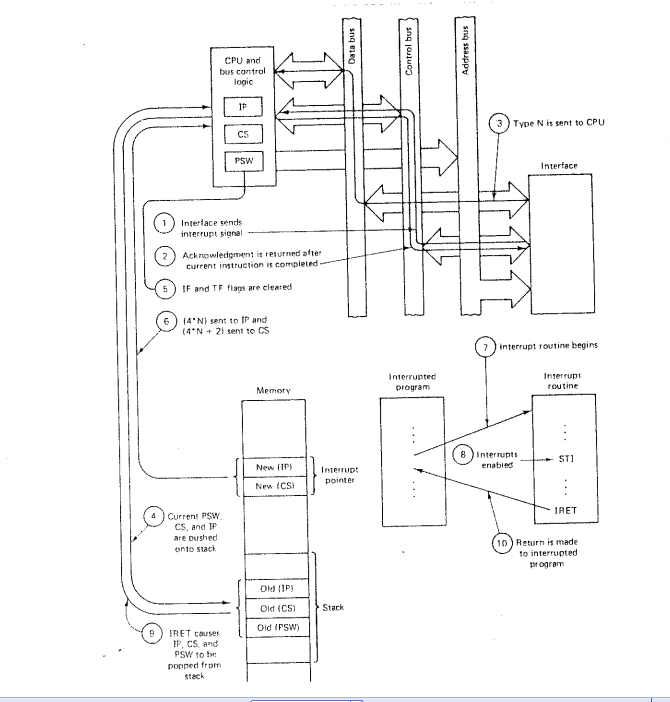 Data bus
Control bus
Address bus
CPU and
bus control
logic
IP
CS
PSW
3 Type N is sent to CPU
Interface
1 Interface sends
interrupt signal
2 Acknowledgment is returned after
current instruction is completed
5 IF and TF flags are cleared
6 (4*N) sent to IP and
(4*N + 2) sent to CS
7 Interrupt routine begins
Memory
Interrupted
program
Interrupt
routine
New (IP)
New (CS)
Interrupt
pointer
8 Interrupts
enabled
STI
IRET
4 Current PSW,
CS, and IP
are pushed
onto stack
10 Return is made
to interrupted
program
Old (IP)
Old (CS)
Old (PSW)
Stack
9 IRET causes
IP, CS, and
PSW to be
popped from
stack